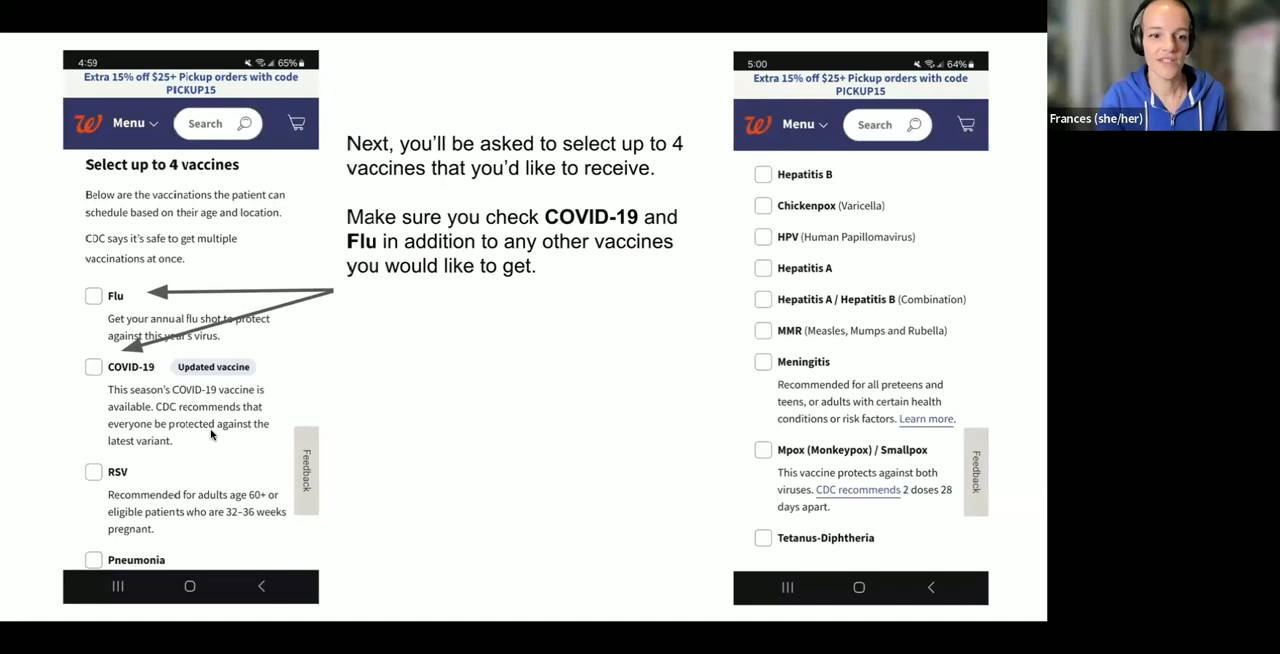 4:59
65%
Extra 15% off $25+ Pickup orders with code
PICKUP15
Menu
Search
Select up to 4 vaccines
Below are the vaccinations the patient can
schedule based on their age and location.
CDC says it's safe to get multiple
vaccinations at once.
Flu
Get your annual flu shot to protect
against this year's virus.
COVID-19 Updated vaccine
This season's COVID-19 vaccine is
available. CDC recommends that
everyone be protected against the
latest variant.
RSV
Recommended for adults age 60+ or
eligible patients who are 32–36 weeks
pregnant.
Pneumonia
Feedback
Next, you'll be asked to select up to 4
vaccines that you'd like to receive.
Make sure you check COVID-19 and
Flu in addition to any other vaccines
you would like to get.
5:00
64%
Extra 15% off $25+ Pickup orders with code
PICKUP15
Menu
Search
Hepatitis B
Chickenpox (Varicella)
HPV (Human Papillomavirus)
Hepatitis A
Hepatitis A / Hepatitis B (Combination)
MMR (Measles, Mumps and Rubella)
Meningitis
Recommended for all preteens and
teens, or adults with certain health
conditions or risk factors. Learn more.
Mpox (Monkeypox) / Smallpox
This vaccine protects against both
viruses. CDC recommends 2 doses 28
days apart.
Tetanus-Diphtheria
Feedback
Frances (she/her)